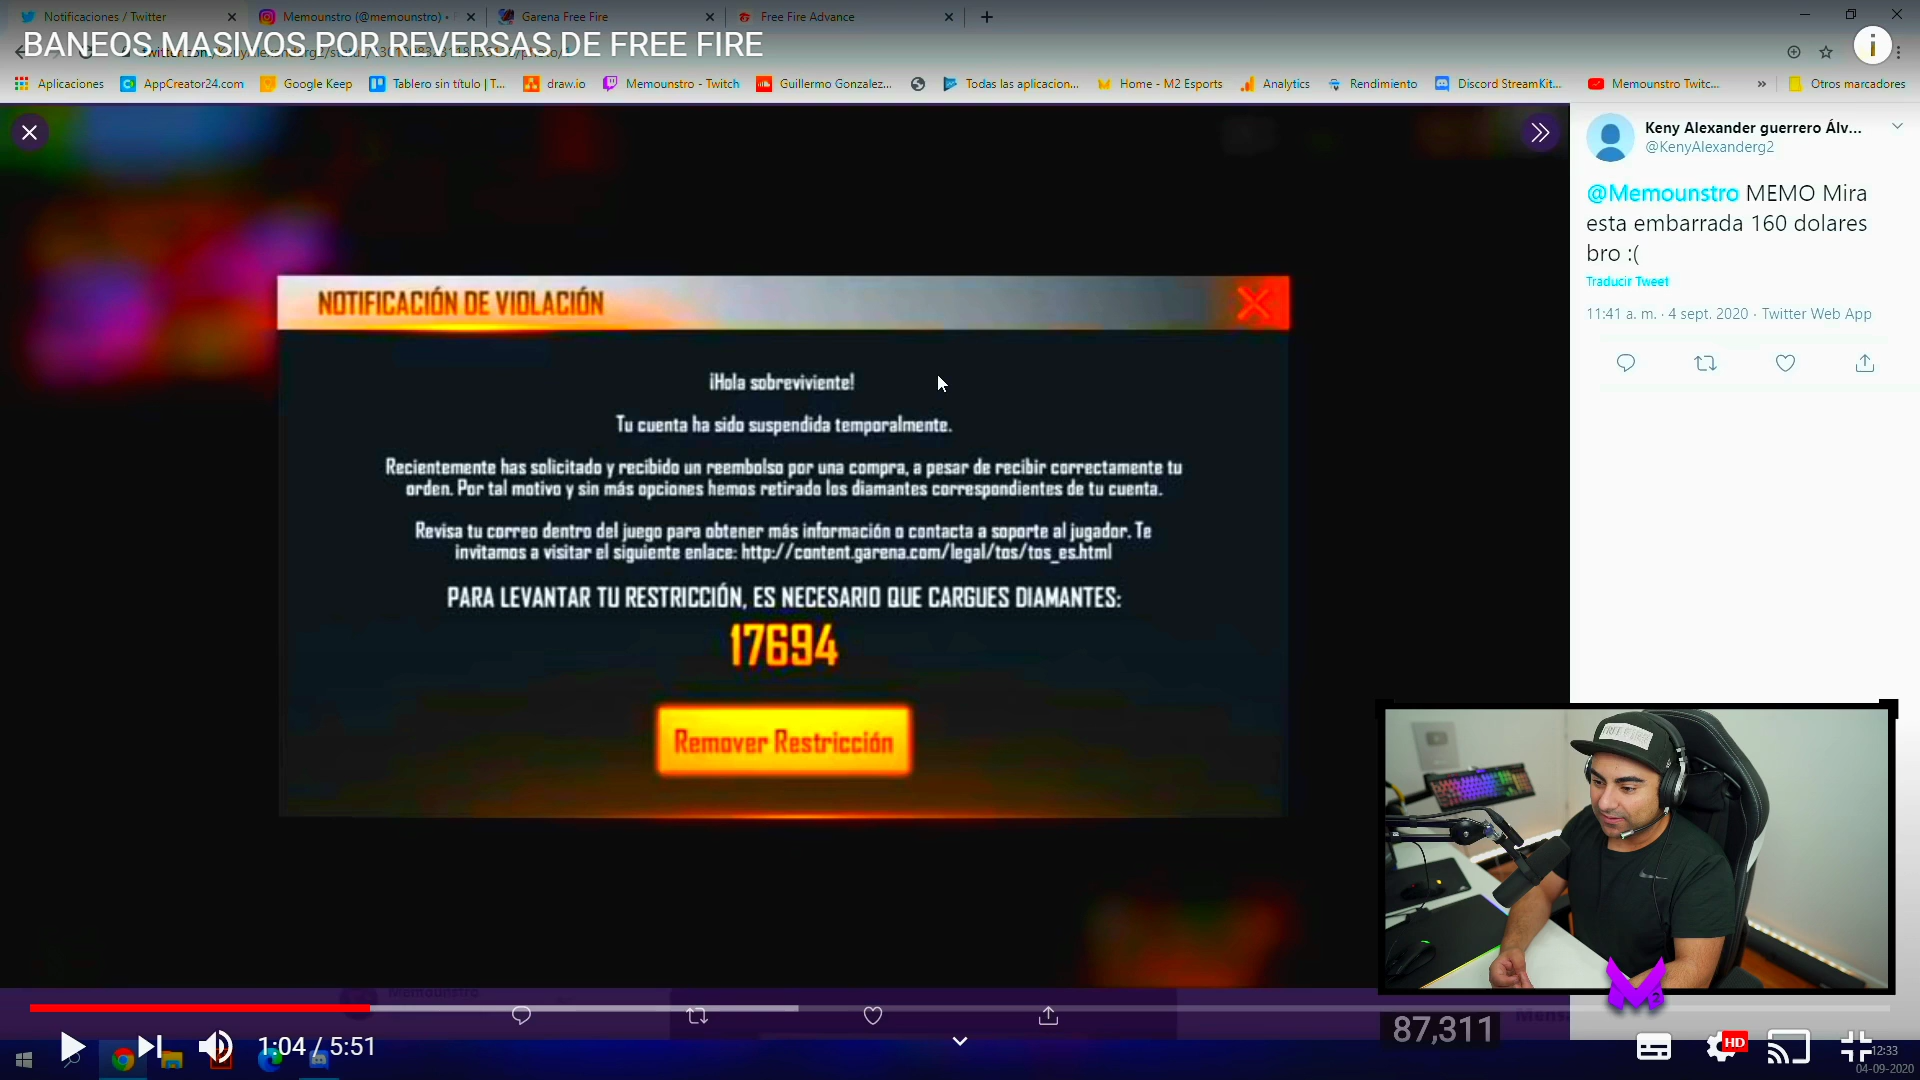 Notificaciones / Twitter
Memounstro (@memounstro) •
Garena Free Fire
Free Fire Advance
BANEOS MASIVOS POR REVERSAS DE FREE FIRE
Aplicaciones
AppCreator24.com
Google Keep
Tablero sin título | T...
draw.io
Memounstro - Twitch
Guillermo Gonzalez...
Todas las aplicacion...
Home - M2 Esports
Analytics
Rendimiento
Discord StreamKit...
Memounstro Twitc...
»
Otros marcadores
Keny Alexander guerrero Álv...
@KenyAlexanderg2
@Memounstro MEMO Mira
esta embarrada 160 dolares
bro :(
Traducir Tweet
11:41 a. m. · 4 sept. 2020 · Twitter Web App
NOTIFICACIÓN DE VIOLACIÓN
¡Hola sobreviviente!
Tu cuenta ha sido suspendida temporalmente.
Recientemente has solicitado y recibido un reembolso por una compra, a pesar de recibir correctamente tu
orden. Por tal motivo y sin más opciones hemos retirado los diamantes correspondientes de tu cuenta.
Revisa tu correo dentro del juego para obtener más información o contacta a soporte al jugador. Te
invitamos a visitar el siguiente enlace: http://content.garena.com/legal/tos/tos_es.html
PARA LEVANTAR TU RESTRICCIÓN, ES NECESARIO QUE CARGUES DIAMANTES:
17694
Remover Restricción
Memounstro
87,311
1:04 / 5:51
HD
12:33
04-09-2020